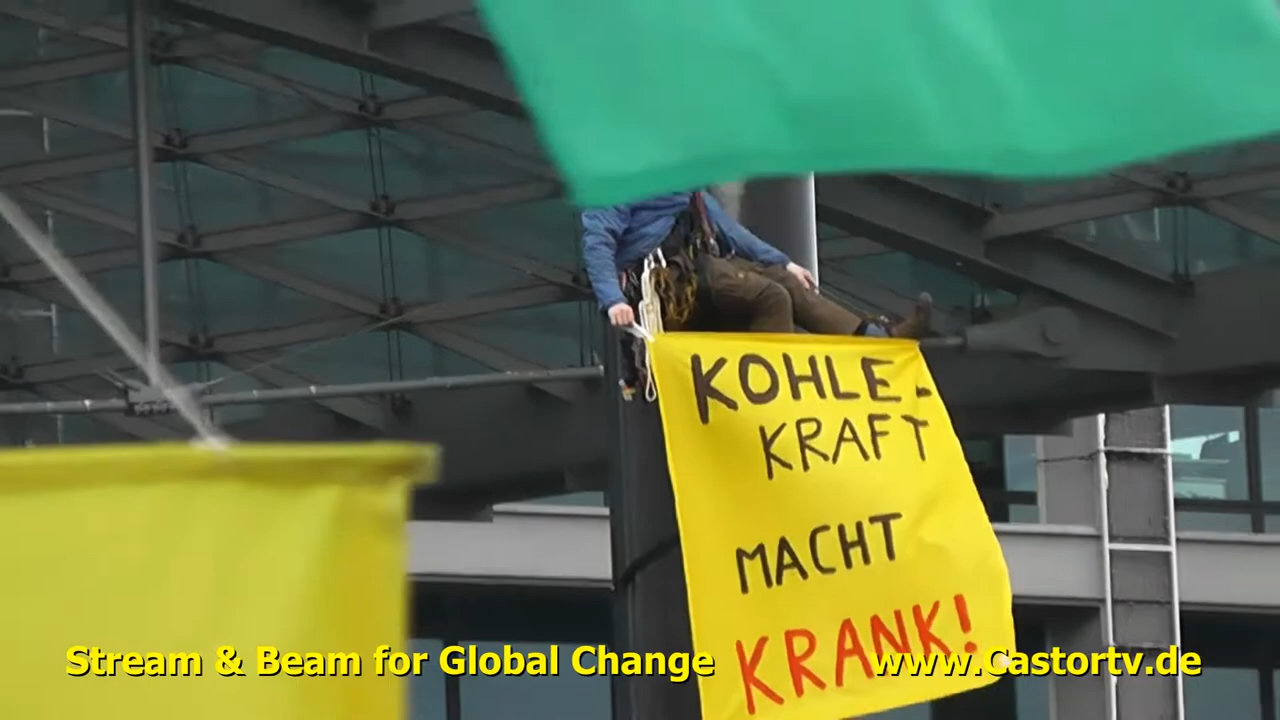 KOHLE-
KRAFT
MACHT
KRANK!
Stream & Beam for Global Change
www.Castortv.de